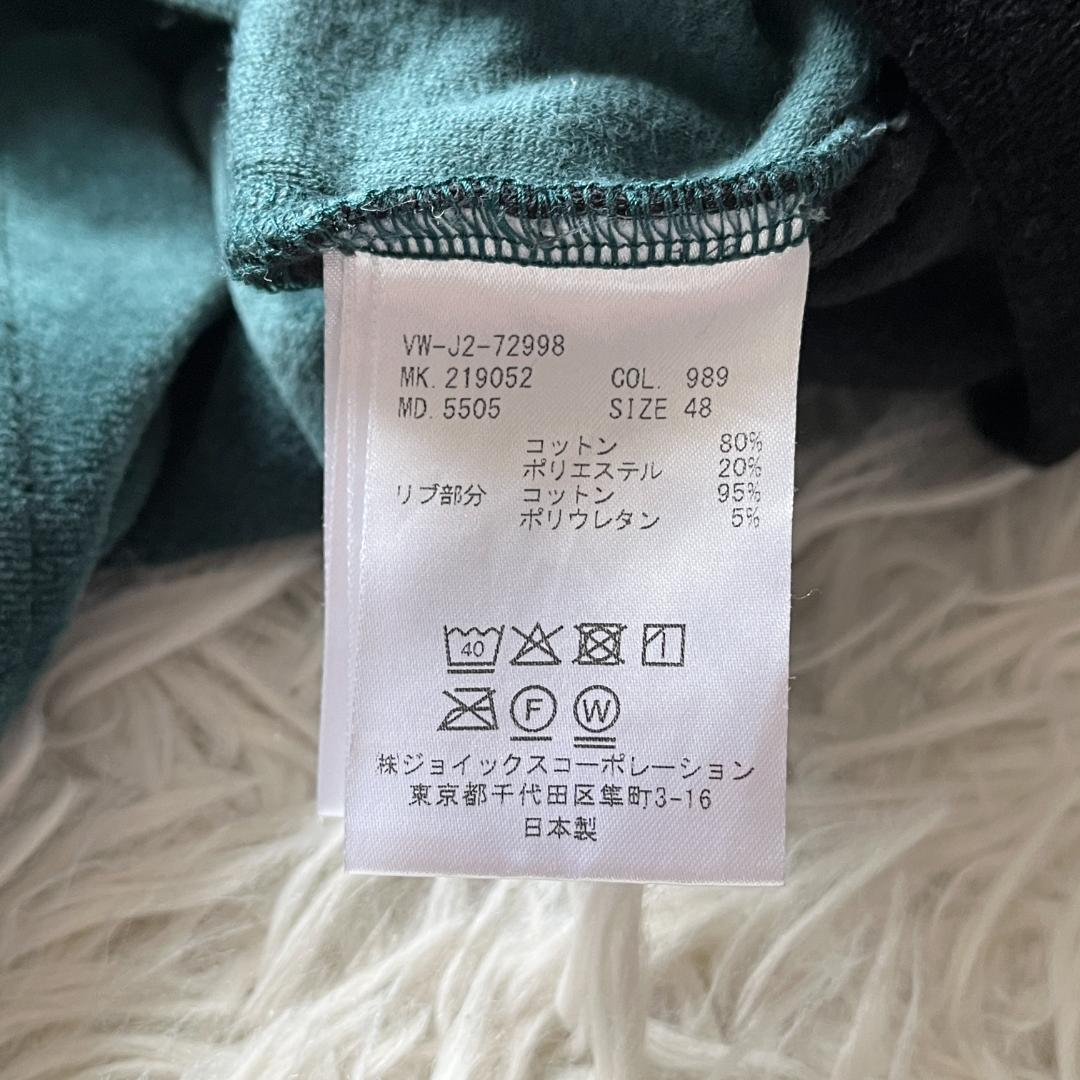 VW-J2-72998
MK. 219052 COL. 989
MD. 5505 SIZE 48
コットン 80%
ポリエステル 20%
リブ部分 コットン 95%
ポリウレタン 5%
40
F W
㈱ジョイックスコーポレーション
東京都千代田区隼町3-16
日本製